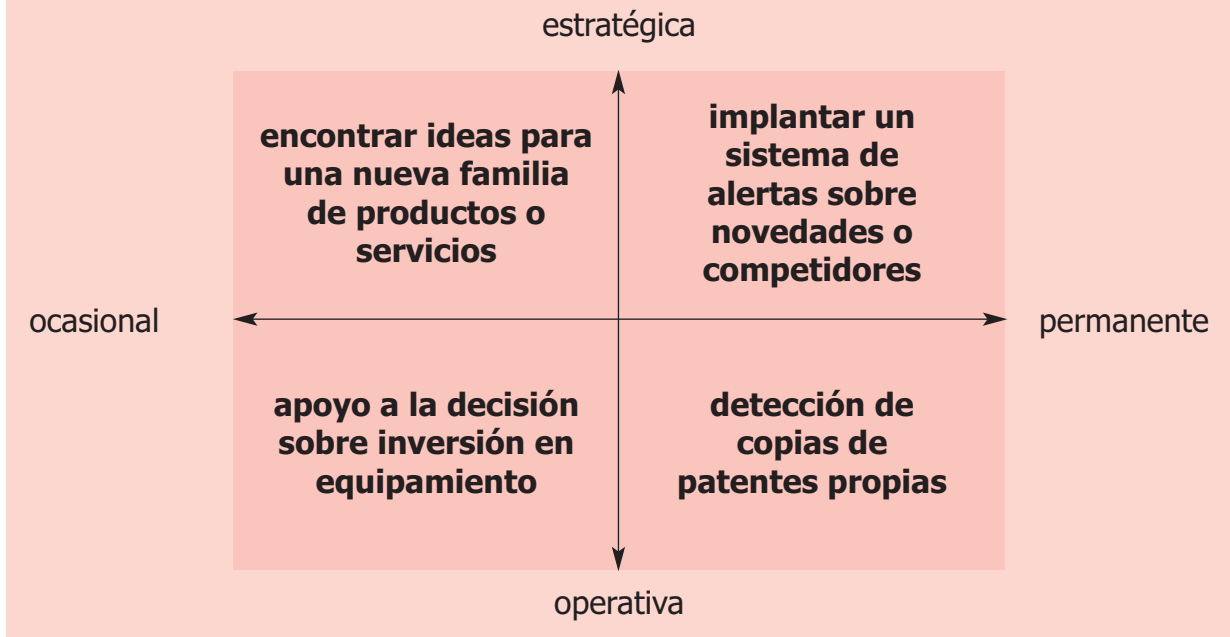 estratégica
encontrar ideas para
una nueva familia
de productos o
servicios
implantar un
sistema de
alertas sobre
novedades o
competidores
ocasional
permanente
apoyo a la decisión
sobre inversión en
equipamiento
detección de
copias de
patentes propias
operativa